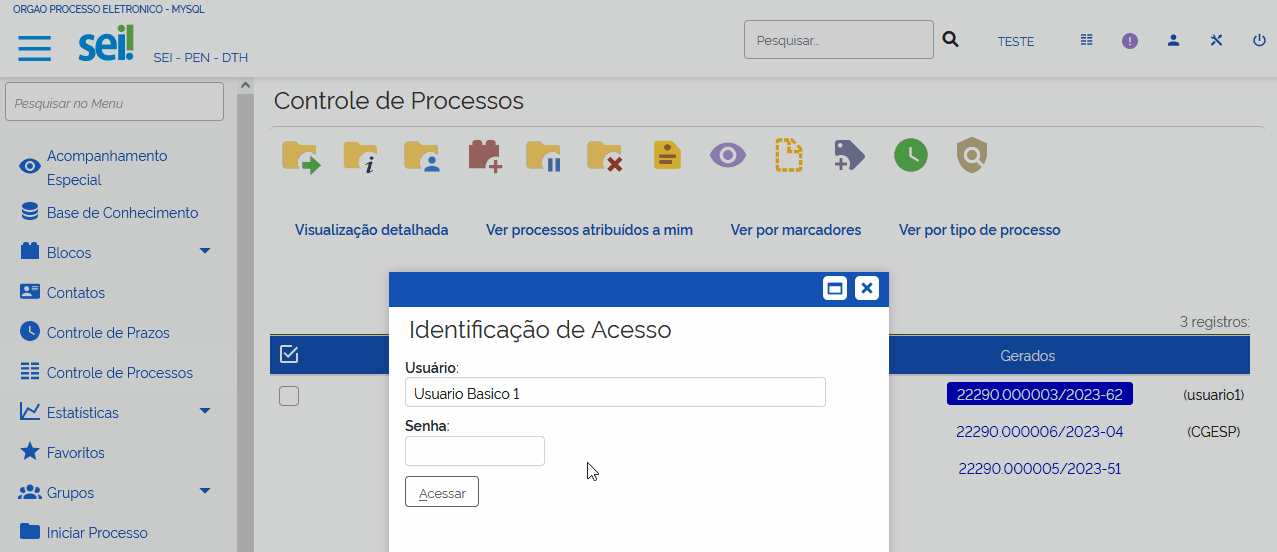 ORGAO PROCESSO ELETRONICO - MYSQL
sei!
SEI - PEN - DTH
Pesquisar...
TESTE
Pesquisar no Menu
Acompanhamento
Especial
Base de Conhecimento
Blocos
Contatos
Controle de Prazos
Controle de Processos
Estatísticas
Favoritos
Grupos
Iniciar Processo
Controle de Processos
Visualização detalhada
Ver processos atribuídos a mim
Ver por marcadores
Ver por tipo de processo
3 registros:
Gerados
22290.000003/2023-62 (usuario1)
22290.000006/2023-04 (CGESP)
22290.000005/2023-51
Identificação de Acesso
Usuário:
Usuario Basico 1
Senha:
Acessar